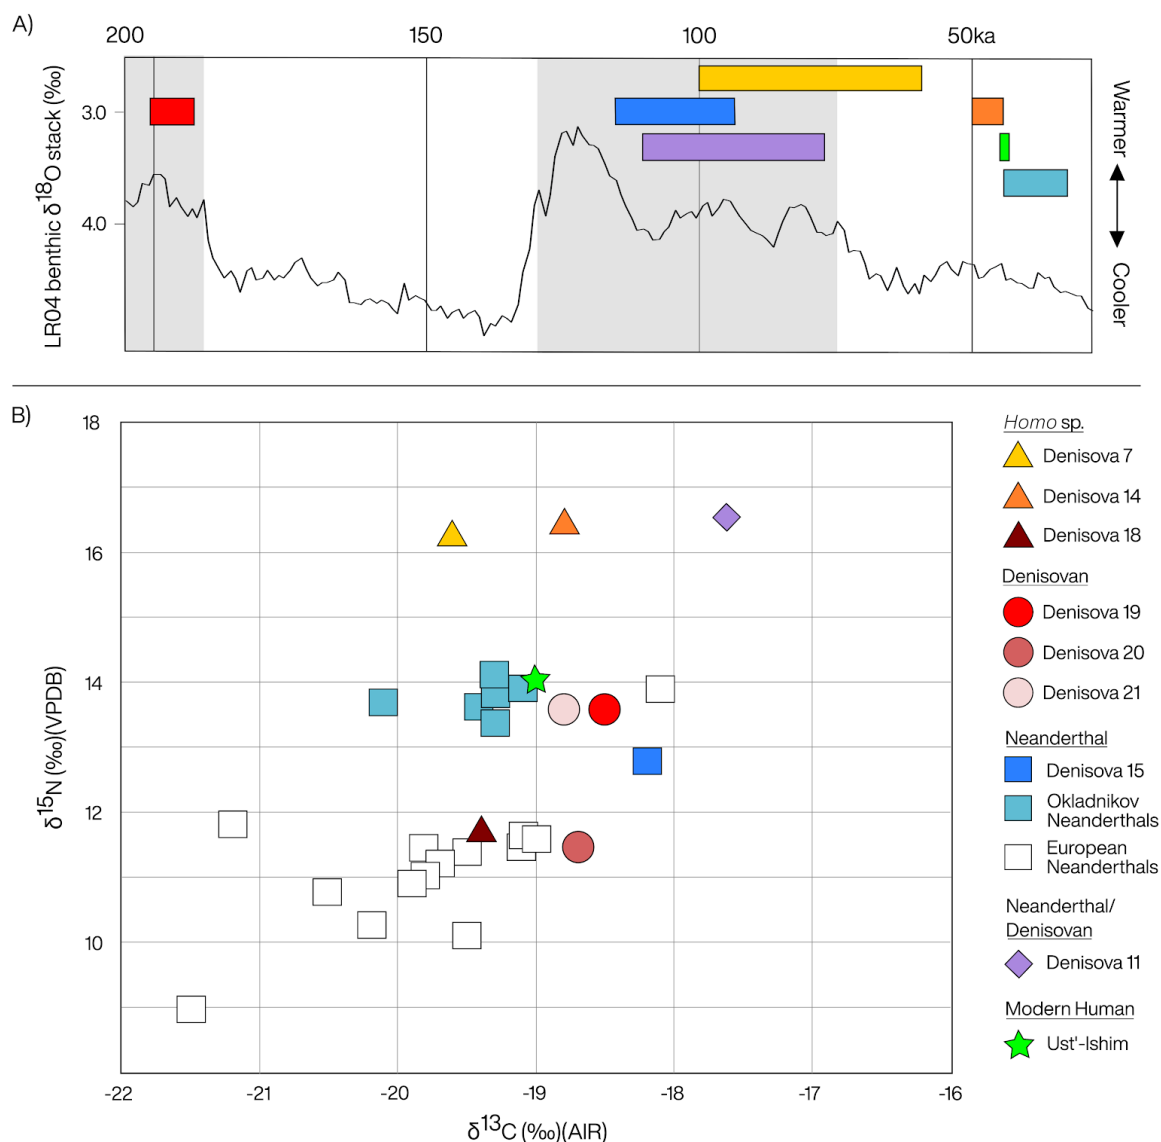 A)
200 150 100 50ka
LR04 benthic δ¹⁸O stack (‰)
3.0
4.0
Warmer
Cooler
B)
18
16
14
12
10
δ¹⁵N (‰)(VPDB)
-22 -21 -20 -19 -18 -17 -16
δ¹³C (‰)(AIR)
Homo sp.
Denisova 7
Denisova 14
Denisova 18
Denisovan
Denisova 19
Denisova 20
Denisova 21
Neanderthal
Denisova 15
Okladnikov
Neanderthals
European
Neanderthals
Neanderthal/
Denisovan
Denisova 11
Modern Human
Ust'-Ishim